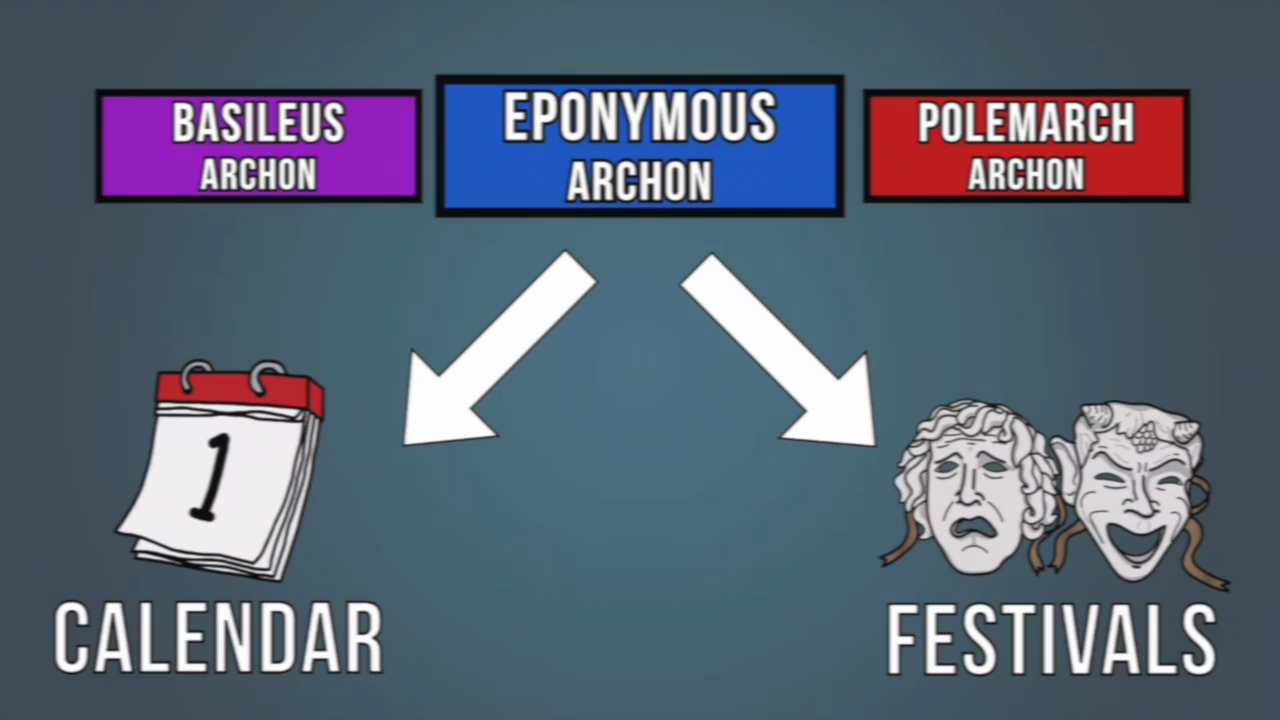 BASILEUS
ARCHON
EPONYMOUS
ARCHON
POLEMARCH
ARCHON
1
CALENDAR
FESTIVALS